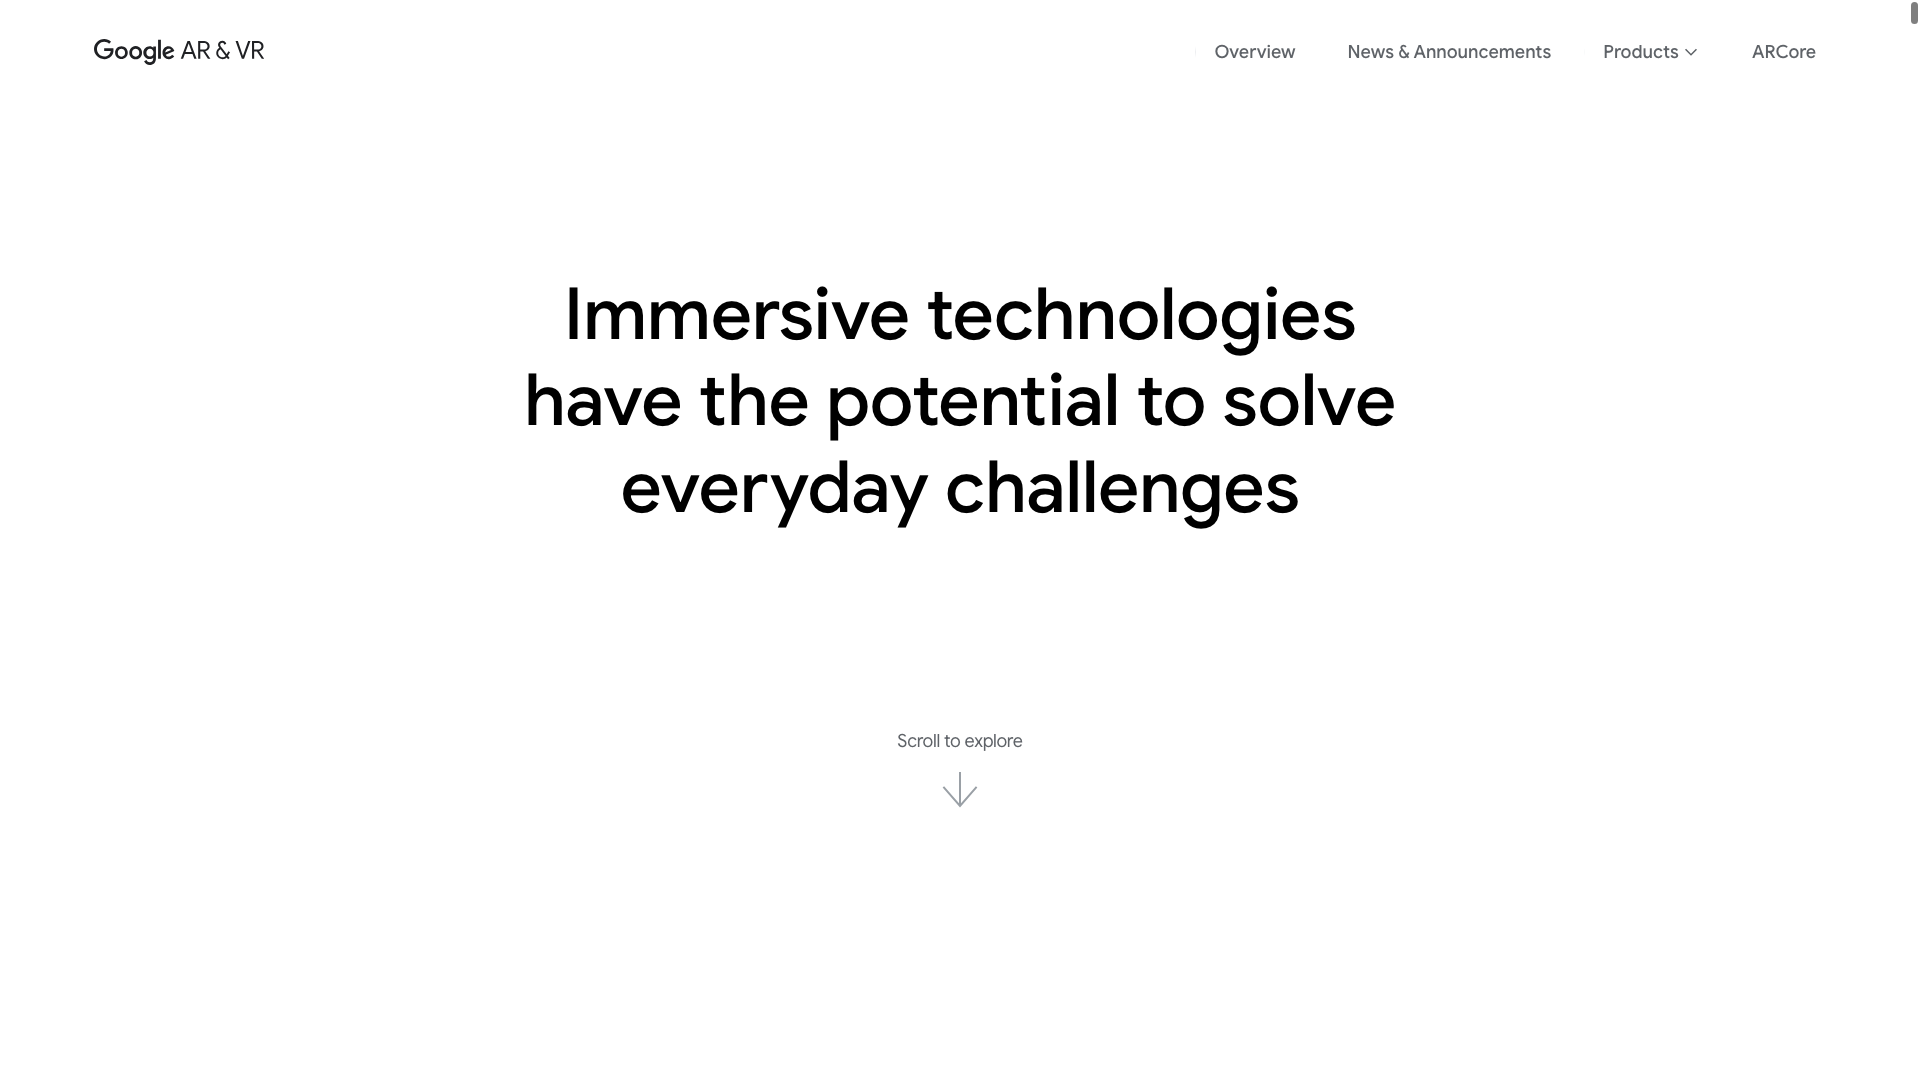 Google AR & VR
Overview
News & Announcements
Products
ARCore
Immersive technologies
have the potential to solve
everyday challenges
Scroll to explore